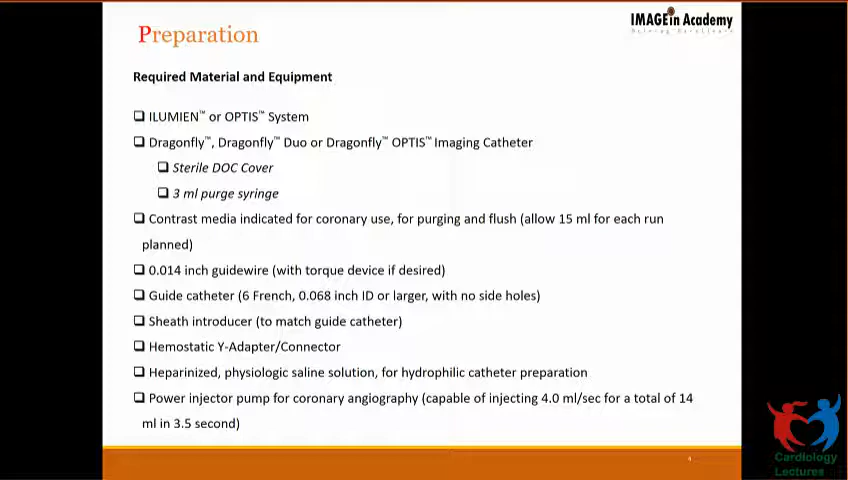 Preparation
IMAGEin Academy
Required Material and Equipment
❑ ILUMIEN™ or OPTIS™ System
❑ Dragonfly™, Dragonfly™ Duo or Dragonfly™ OPTIS™ Imaging Catheter
❑ Sterile DOC Cover
❑ 3 ml purge syringe
❑ Contrast media indicated for coronary use, for purging and flush (allow 15 ml for each run
planned)
❑ 0.014 inch guidewire (with torque device if desired)
❑ Guide catheter (6 French, 0.068 inch ID or larger, with no side holes)
❑ Sheath introducer (to match guide catheter)
❑ Hemostatic Y-Adapter/Connector
❑ Heparinized, physiologic saline solution, for hydrophilic catheter preparation
❑ Power injector pump for coronary angiography (capable of injecting 4.0 ml/sec for a total of 14
ml in 3.5 second)
Cardiology
Lectures